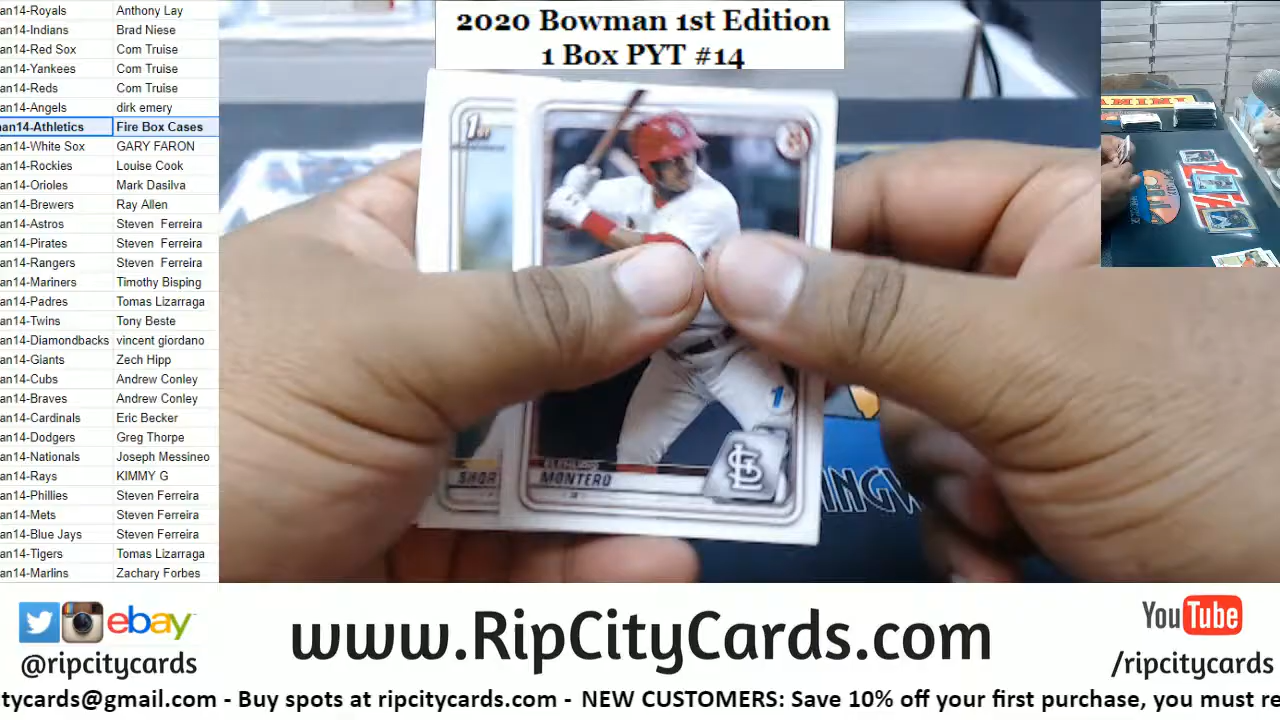 2020 Bowman 1st Edition
1 Box PYT #14
an14-Royals Anthony Lay
an14-Indians Brad Niese
an14-Red Sox Com Truise
an14-Yankees Com Truise
an14-Reds Com Truise
an14-Angels dirk emery
nan14-Athletics Fire Box Cases
an14-White Sox GARY FARON
an14-Rockies Louise Cook
an14-Orioles Mark Dasilva
an14-Brewers Ray Allen
an14-Astros Steven Ferreira
an14-Pirates Steven Ferreira
an14-Rangers Steven Ferreira
an14-Mariners Timothy Bisping
an14-Padres Tomas Lizarraga
an14-Twins Tony Beste
an14-Diamondbacks vincent giordano
an14-Giants Zech Hipp
an14-Cubs Andrew Conley
an14-Braves Andrew Conley
an14-Cardinals Eric Becker
an14-Dodgers Greg Thorpe
an14-Nationals Joseph Messineo
an14-Rays KIMMY G
an14-Phillies Steven Ferreira
an14-Mets Steven Ferreira
an14-Blue Jays Steven Ferreira
an14-Tigers Tomas Lizarraga
an14-Marlins Zachary Forbes
1st
SHOR
MONTERO
1
STL
INGW
PANINI
ebay
@ripcitycards
www.RipCityCards.com
YouTube
/ripcitycards
tycards@gmail.com - Buy spots at ripcitycards.com - NEW CUSTOMERS: Save 10% off your first purchase, you must re